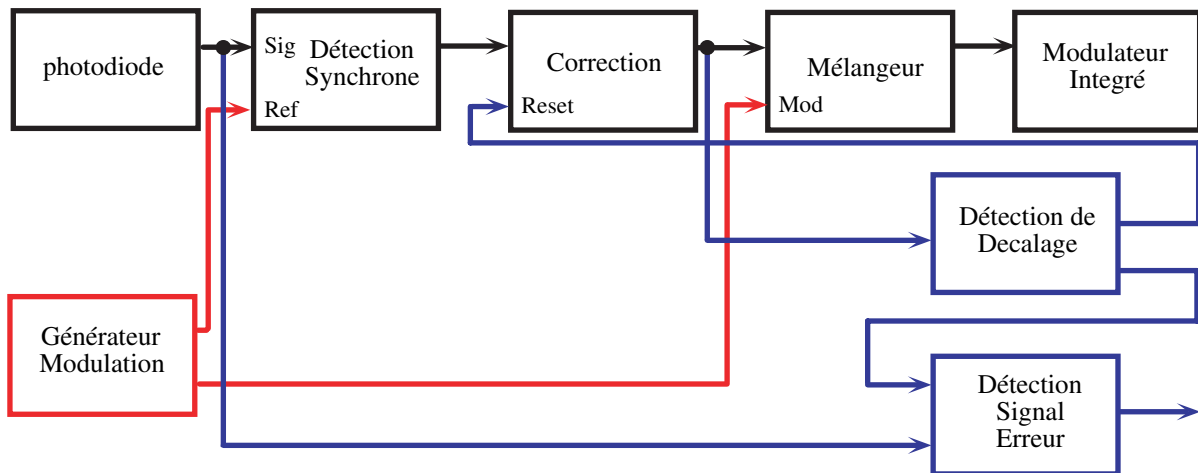 photodiode
Sig
Ref
Détection
Synchrone
Correction
Reset
Mélangeur
Mod
Modulateur
Integré
Détection de
Decalage
Générateur
Modulation
Détection
Signal
Erreur